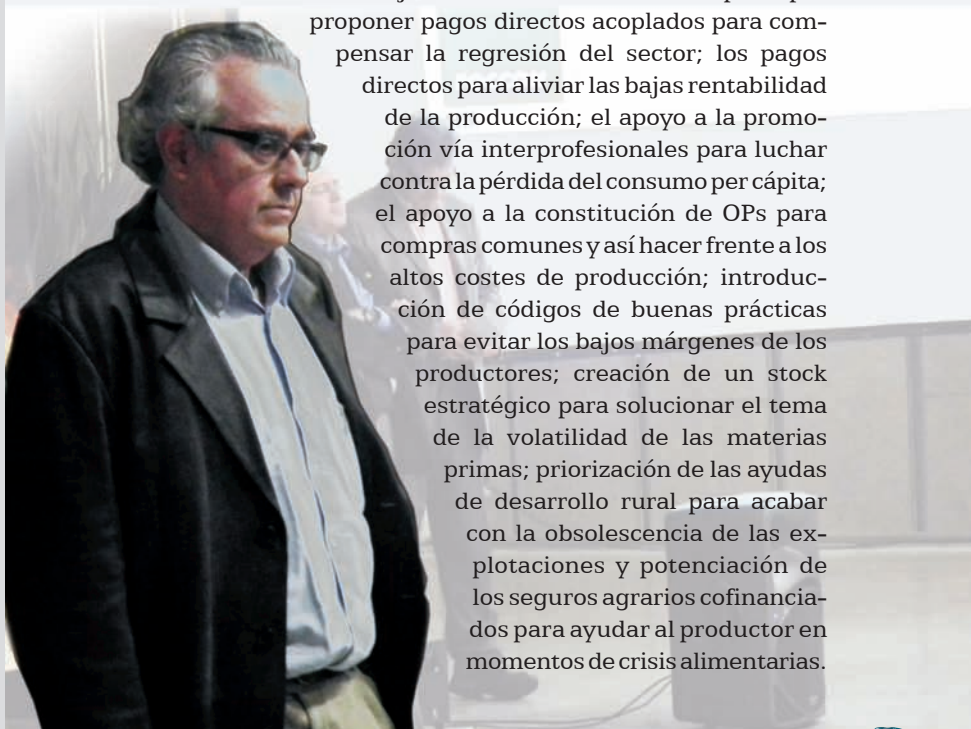 proponer pagos directos acoplados para com-
pensar la regresión del sector; los pagos
directos para aliviar las bajas rentabilidad
de la producción; el apoyo a la promo-
ción vía interprofesionales para luchar
contra la pérdida del consumo per cápita;
el apoyo a la constitución de OPs para
compras comunes y así hacer frente a los
altos costes de producción; introduc-
ción de códigos de buenas prácticas
para evitar los bajos márgenes de los
productores; creación de un stock
estratégico para solucionar el tema
de la volatilidad de las materias
primas; priorización de las ayudas
de desarrollo rural para acabar
con la obsolescencia de las ex-
plotaciones y potenciación de
los seguros agrarios cofinancia-
dos para ayudar al productor en
momentos de crisis alimentarias.